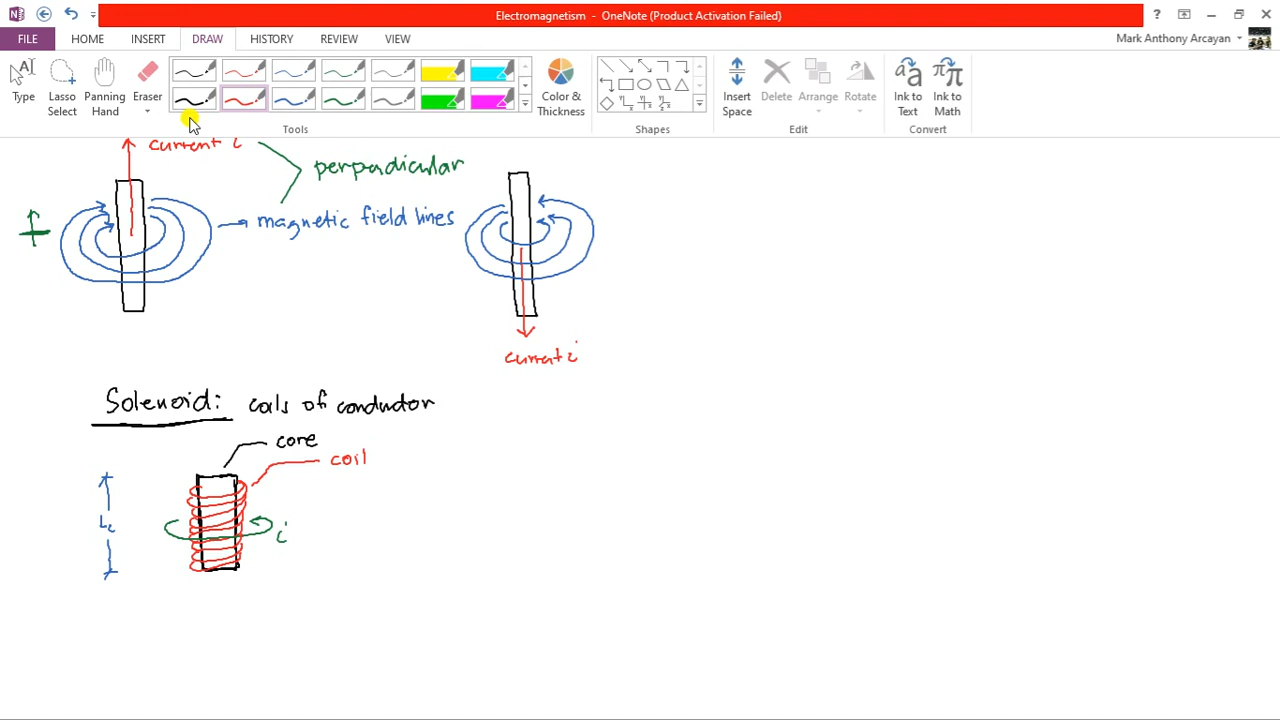 Electromagnetism - OneNote (Product Activation Failed)
?
FILE HOME INSERT DRAW HISTORY REVIEW VIEW
Mark Anthony Arcayan
Type
Lasso Select
Panning Hand
Eraser
Color & Thickness
Insert Space
Delete
Arrange
Rotate
Ink to Text
Ink to Math
Tools
Shapes
Edit
Convert
current i
perpadicular
magnetic field lines
current i
Solenoid: coils of conductor
core
coil
Lc
i